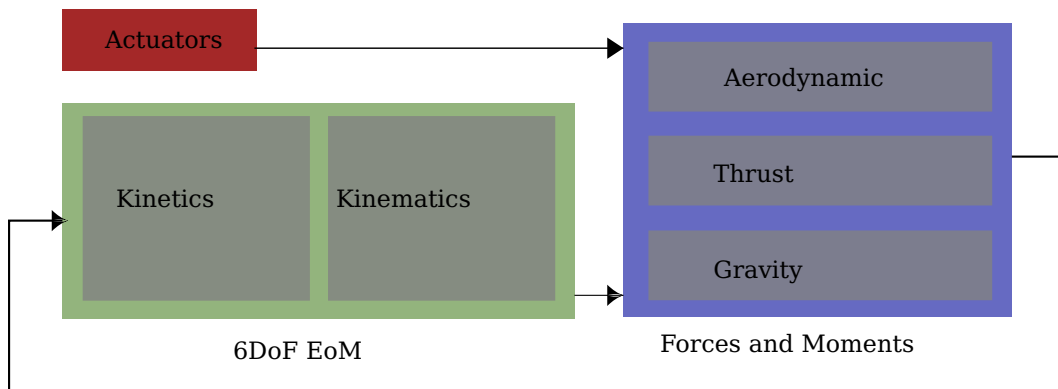 Actuators
Aerodynamic
Thrust
Kinetics
Kinematics
Gravity
6DoF EoM
Forces and Moments